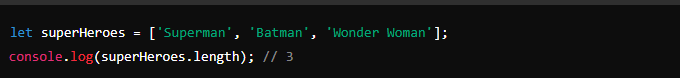 let superHeroes = ['Superman', 'Batman', 'Wonder Woman'];
console.log(superHeroes.length); // 3